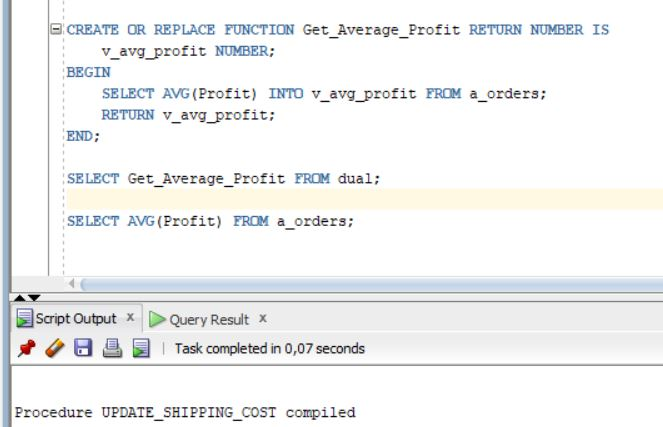 CREATE OR REPLACE FUNCTION Get_Average_Profit RETURN NUMBER IS
v_avg_profit NUMBER;
BEGIN
SELECT AVG(Profit) INTO v_avg_profit FROM a_orders;
RETURN v_avg_profit;
END;
SELECT Get_Average_Profit FROM dual;
SELECT AVG(Profit) FROM a_orders;
Script Output x Query Result x
Task completed in 0,07 seconds
Procedure UPDATE_SHIPPING_COST compiled